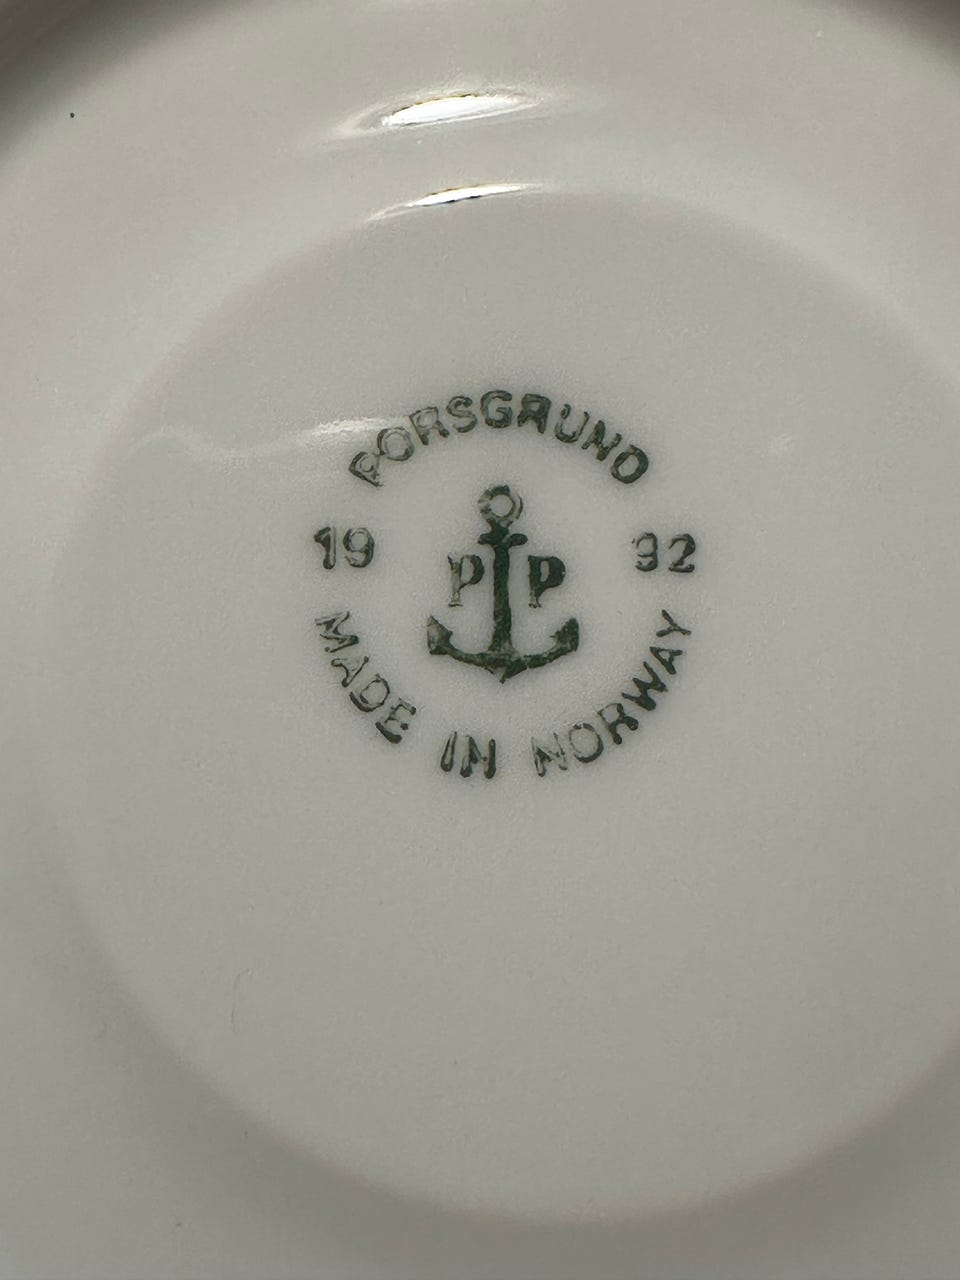 PORSGRUND
19 92
P P
MADE IN NORWAY